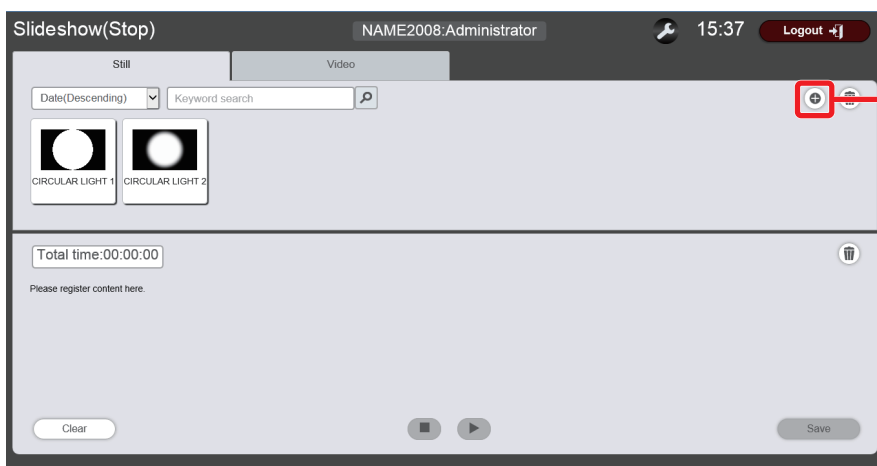 Slideshow(Stop) NAME2008:Administrator 15:37 Logout
Still Video
Date(Descending) Keyword search
CIRCULAR LIGHT 1 CIRCULAR LIGHT 2
Total time:00:00:00
Please register content here.
Clear Save